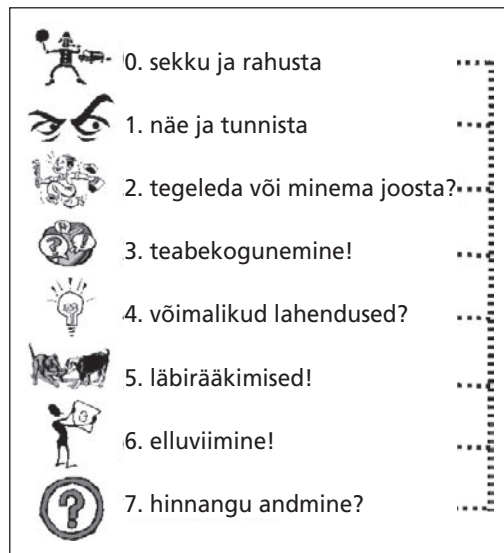 0. sekku ja rahusta
1. näe ja tunnista
2. tegeleda või minema joosta?
3. teabekogunemine!
4. võimalikud lahendused?
5. läbirääkimised!
6. elluviimine!
7. hinnangu andmine?